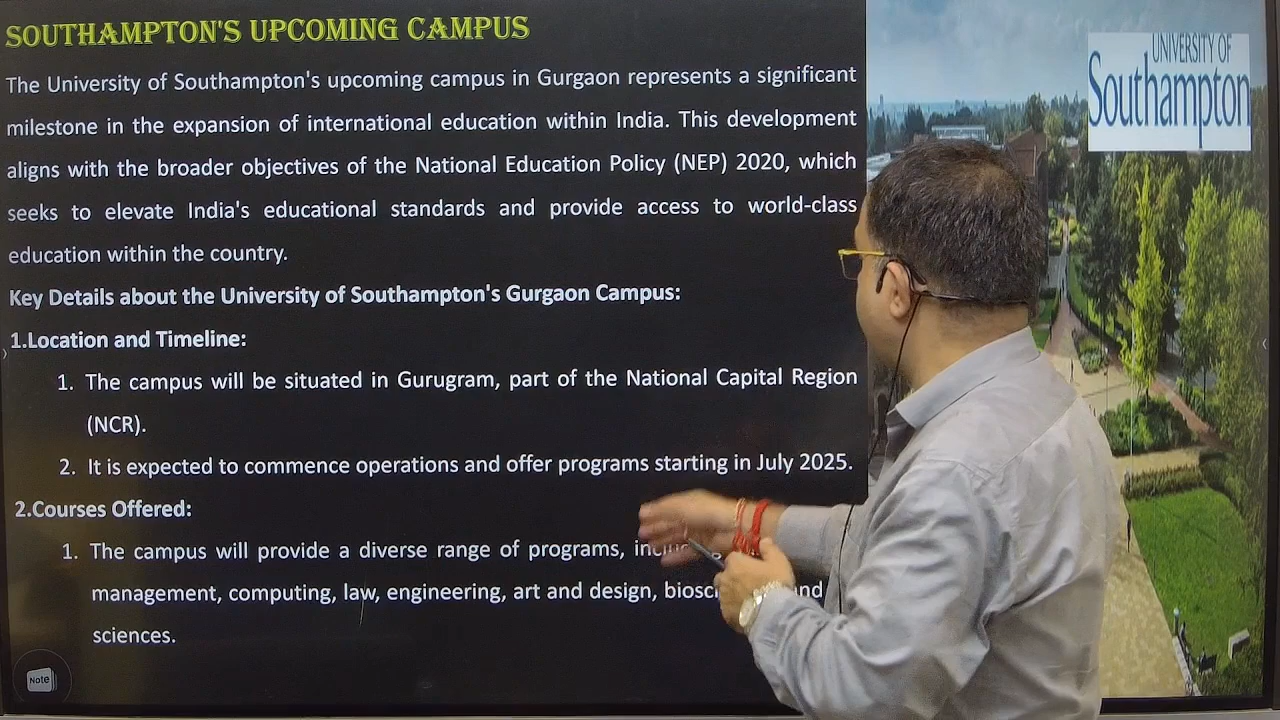 SOUTHAMPTON'S UPCOMING CAMPUS
The University of Southampton's upcoming campus in Gurgaon represents a significant
milestone in the expansion of international education within India. This development
aligns with the broader objectives of the National Education Policy (NEP) 2020, which
seeks to elevate India's educational standards and provide access to world-class
education within the country.
Key Details about the University of Southampton's Gurgaon Campus:
1.Location and Timeline:
1. The campus will be situated in Gurugram, part of the National Capital Region
(NCR).
2. It is expected to commence operations and offer programs starting in July 2025.
2.Courses Offered:
1. The campus will provide a diverse range of programs,
management, computing, law, engineering, art and design, and
sciences.
UNIVERSITY OF
Southampton
Note